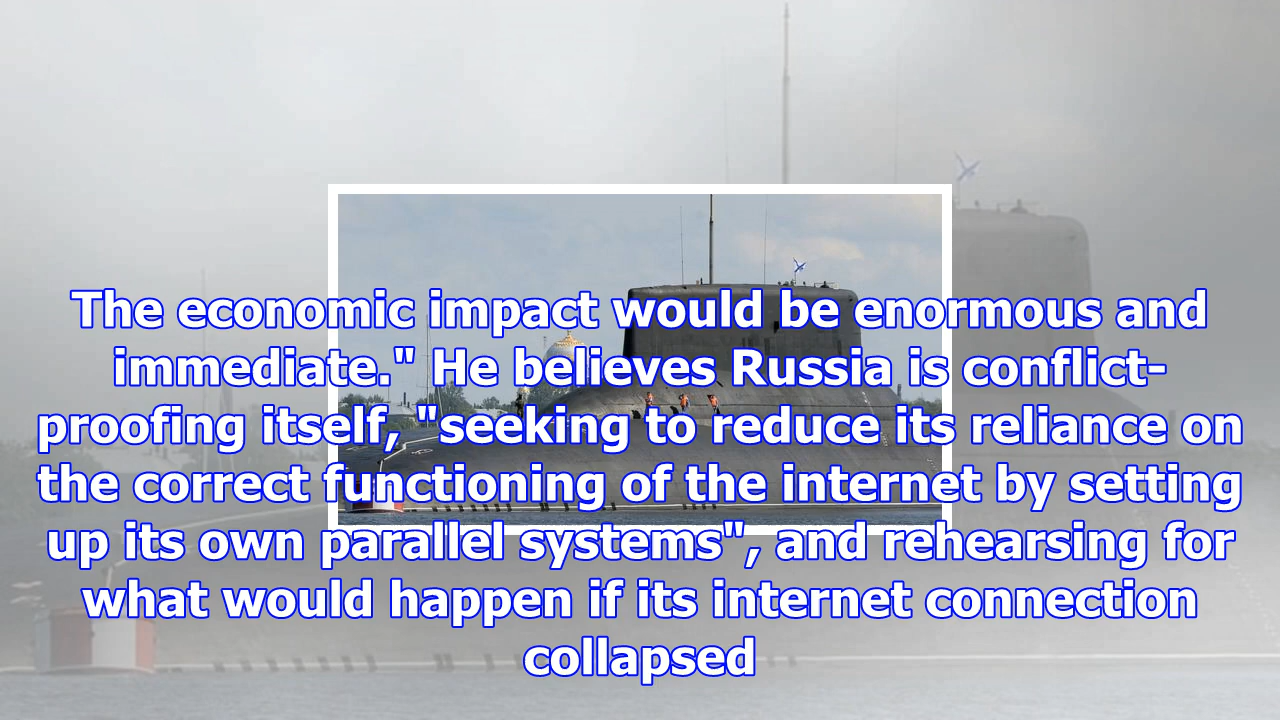 The economic impact would be enormous and
immediate." He believes Russia is conflict-
proofing itself, "seeking to reduce its reliance on
the correct functioning of the internet by setting
up its own parallel systems", and rehearsing for
what would happen if its internet connection
collapsed